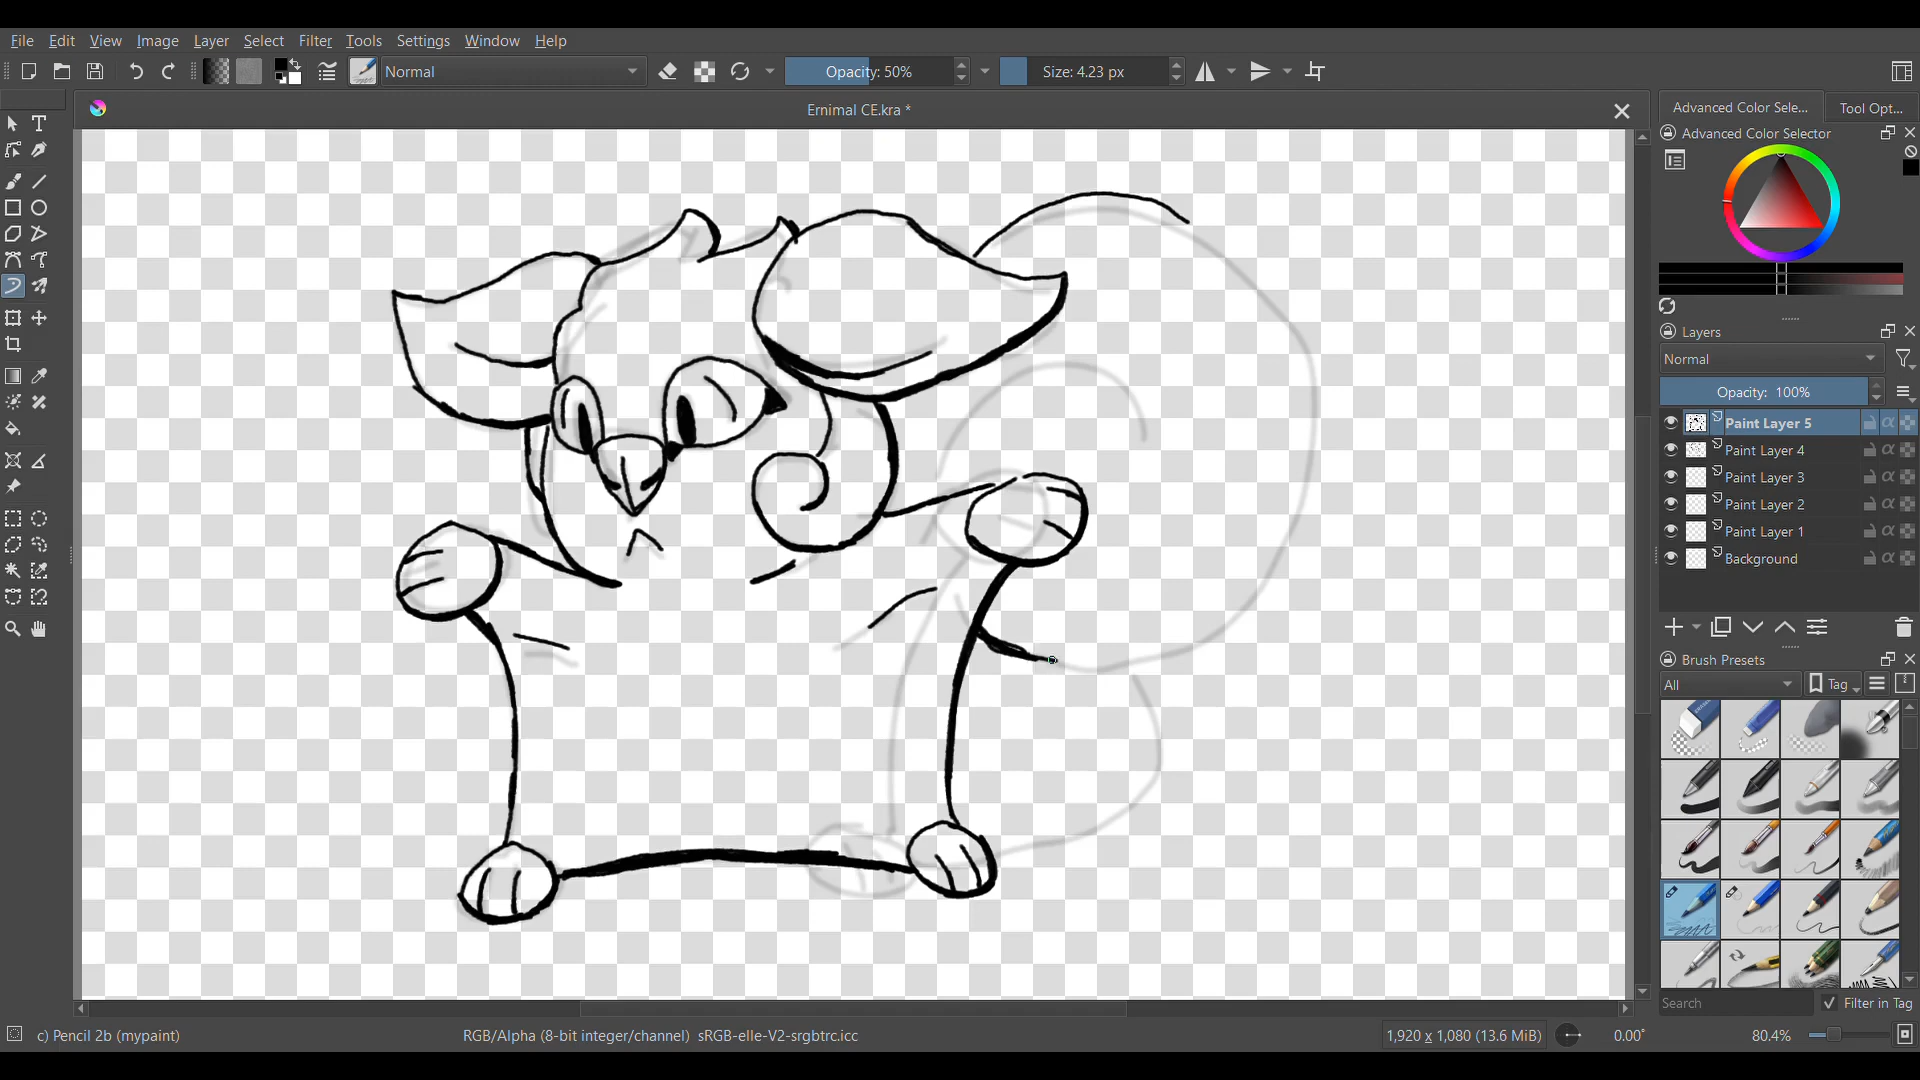 File Edit View Image Layer Select Filter Tools Settings Window Help
Normal Opacity: 50% Size: 4.23 px
Ernimal CE.kra *
Advanced Color Sele... Tool Opt...
Advanced Color Selector
Layers
Normal
Opacity: 100%
Paint Layer 5
Paint Layer 4
Paint Layer 3
Paint Layer 2
Paint Layer 1
Background
Brush Presets
All Tag
Search Filter in Tag
c) Pencil 2b (mypaint) RGB/Alpha (8-bit integer/channel) sRGB-elle-V2-srgbtrc.icc 1,920 x 1,080 (13.6 MiB) 0.00° 80.4%